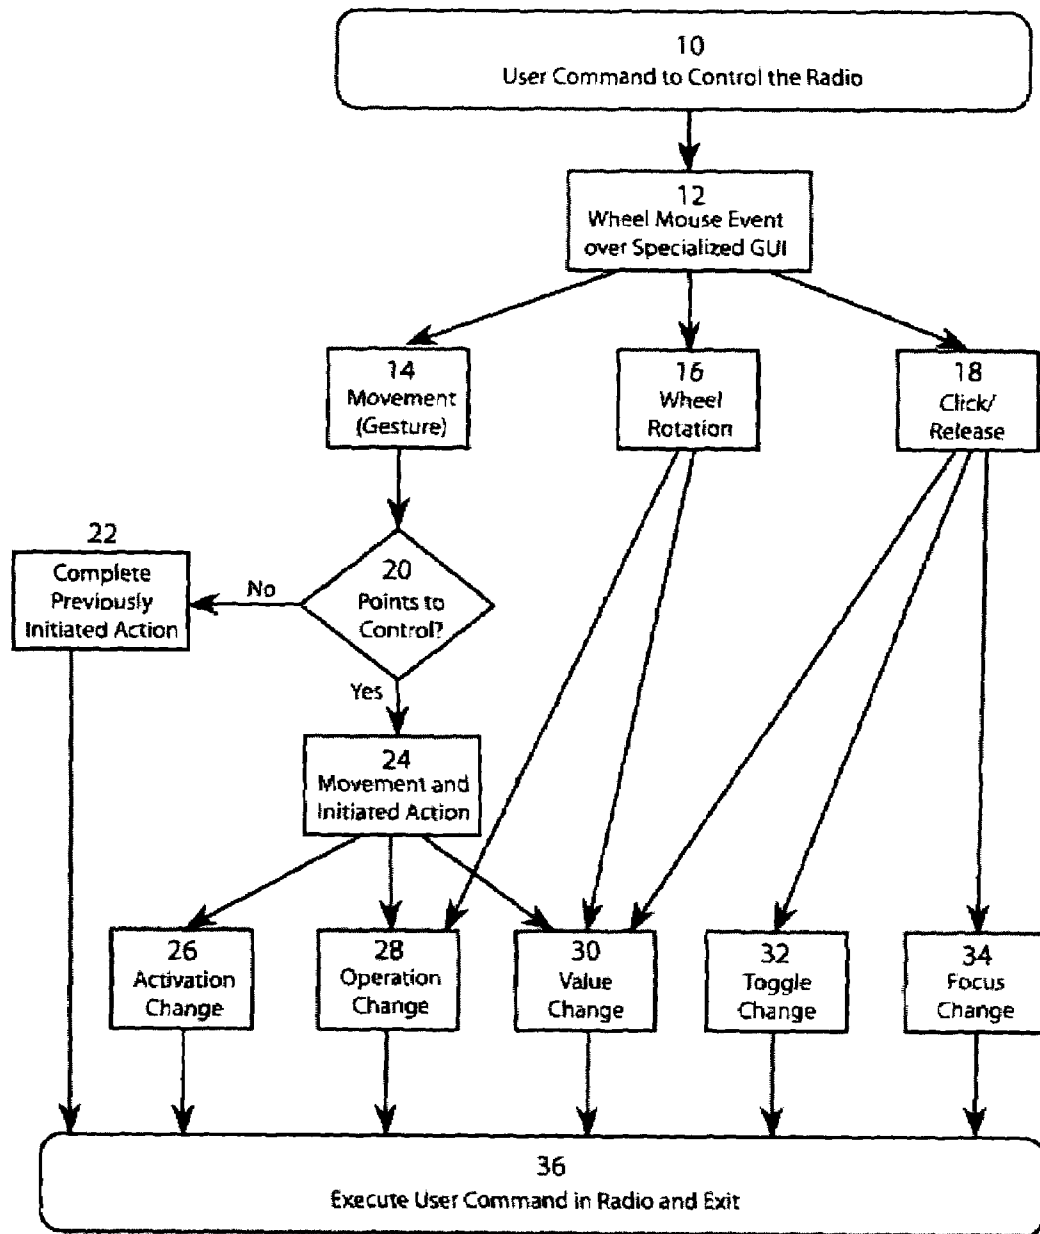 10
User Command to Control the Radio
12
Wheel Mouse Event
over Specialized GUI
14
Movement
(Gesture)
16
Wheel
Rotation
18
Click/
Release
22
Complete
Previously
Initiated Action
No
20
Points to
Control?
Yes
24
Movement and
Initiated Action
26
Activation
Change
28
Operation
Change
30
Value
Change
32
Toggle
Change
34
Focus
Change
36
Execute User Command in Radio and Exit